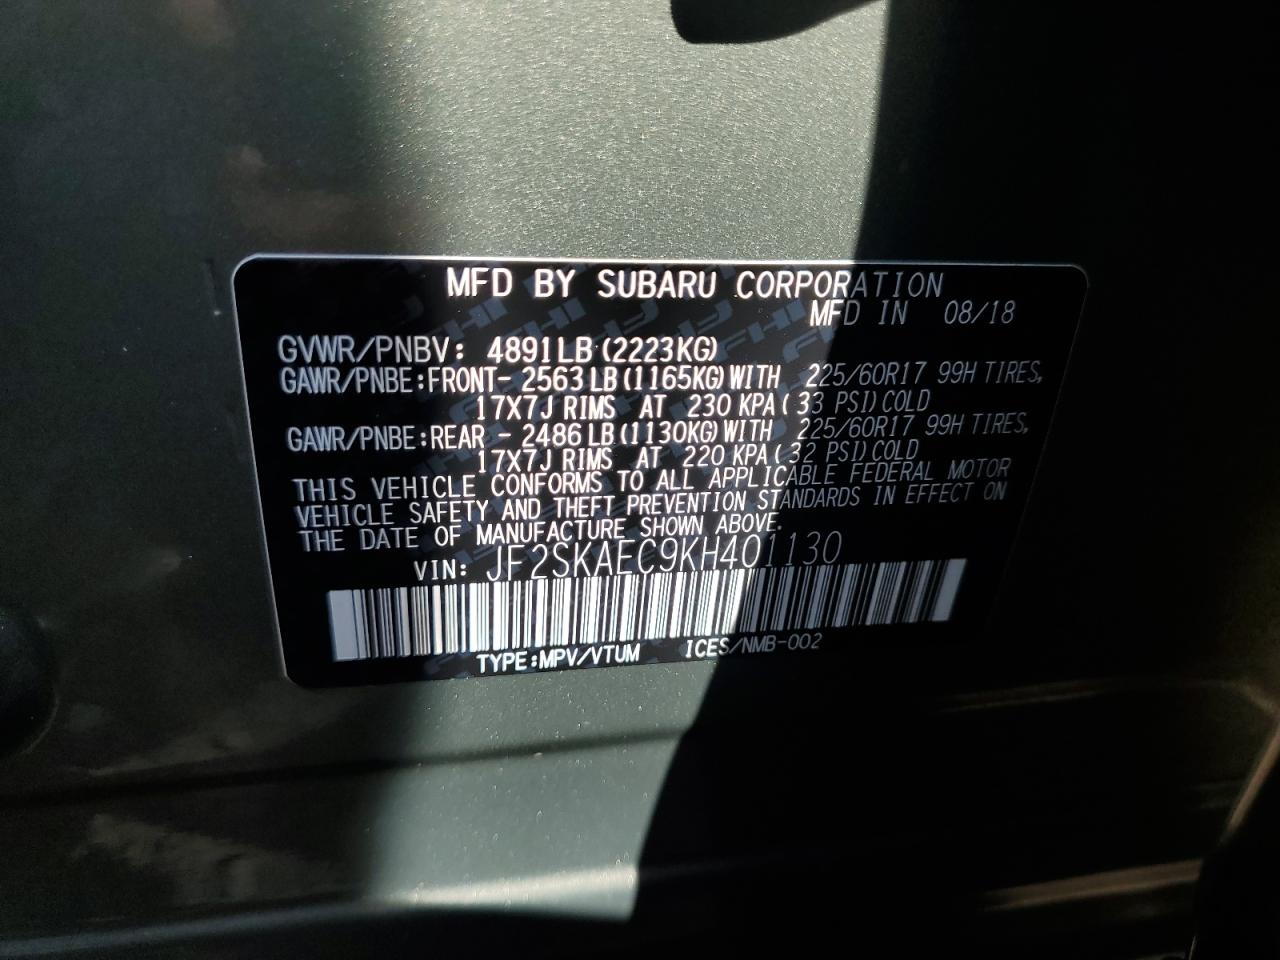 MFD BY SUBARU CORPORATION
MFD IN 08/18
GVWR/PNBV: 4891LB(2223KG)
GAWR/PNBE:FRONT- 2563LB(1165KG)WITH 225/60R17 99H TIRES,
17X7J RIMS AT 230 KPA(33 PSI)COLD
GAWR/PNBE:REAR - 2486LB(1130KG)WITH 225/60R17 99H TIRES,
17X7J RIMS AT 220 KPA(32 PSI)COLD
THIS VEHICLE CONFORMS TO ALL APPLICABLE FEDERAL MOTOR
VEHICLE SAFETY AND THEFT PREVENTION STANDARDS IN EFFECT ON
THE DATE OF MANUFACTURE SHOWN ABOVE.
VIN: JF2SKAEC9KH401130
TYPE:MPV/VTUM ICES/NMB-002